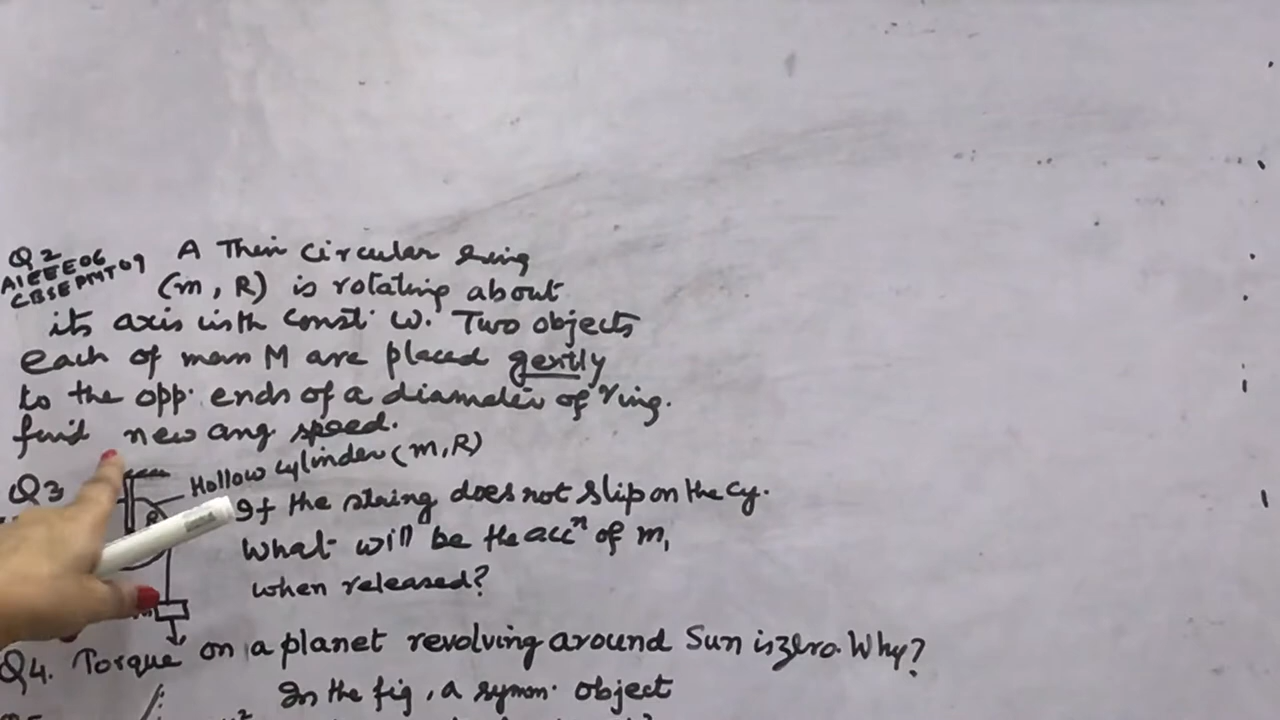 Q2
AIEEE06
CBSE PMT 09
A Thin circular ring
(m, R) is rotating about
its axis with const. ω. Two objects
each of mass M are placed gently
to the opp. ends of a diameter of ring.
find new ang. speed.
Q3
Hollow cylinder (m, R)
R
If the string does not slip on the cy.
What will be the accⁿ of m,
when released?
Q4. Torque on a planet revolving around Sun is zero. Why?
In the fig, a symm. object